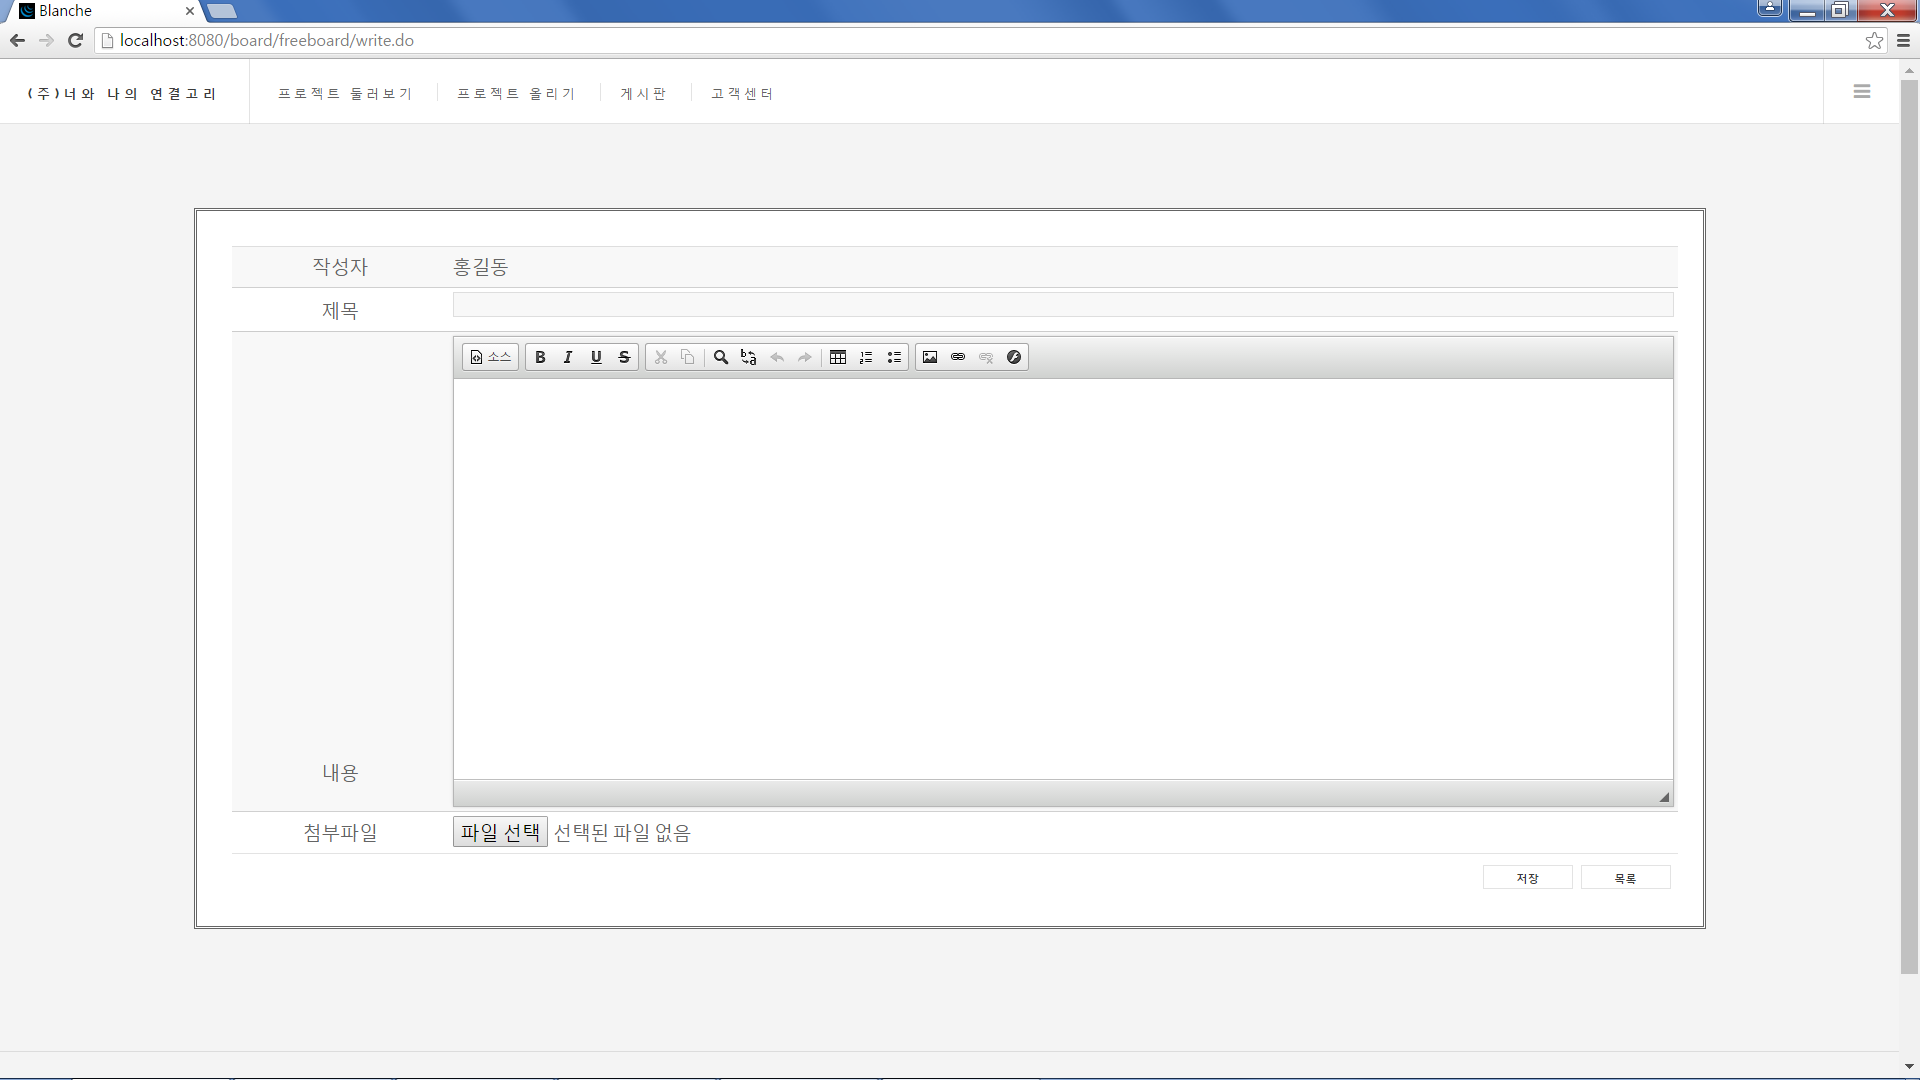 Blanche
localhost:8080/board/freeboard/write.do
(주)너와 나의 연결고리 프로젝트 둘러보기 프로젝트 올리기 게시판 고객센터
작성자 홍길동
제목
소스 B I U S
내용
첨부파일 파일 선택 선택된 파일 없음
저장 목록